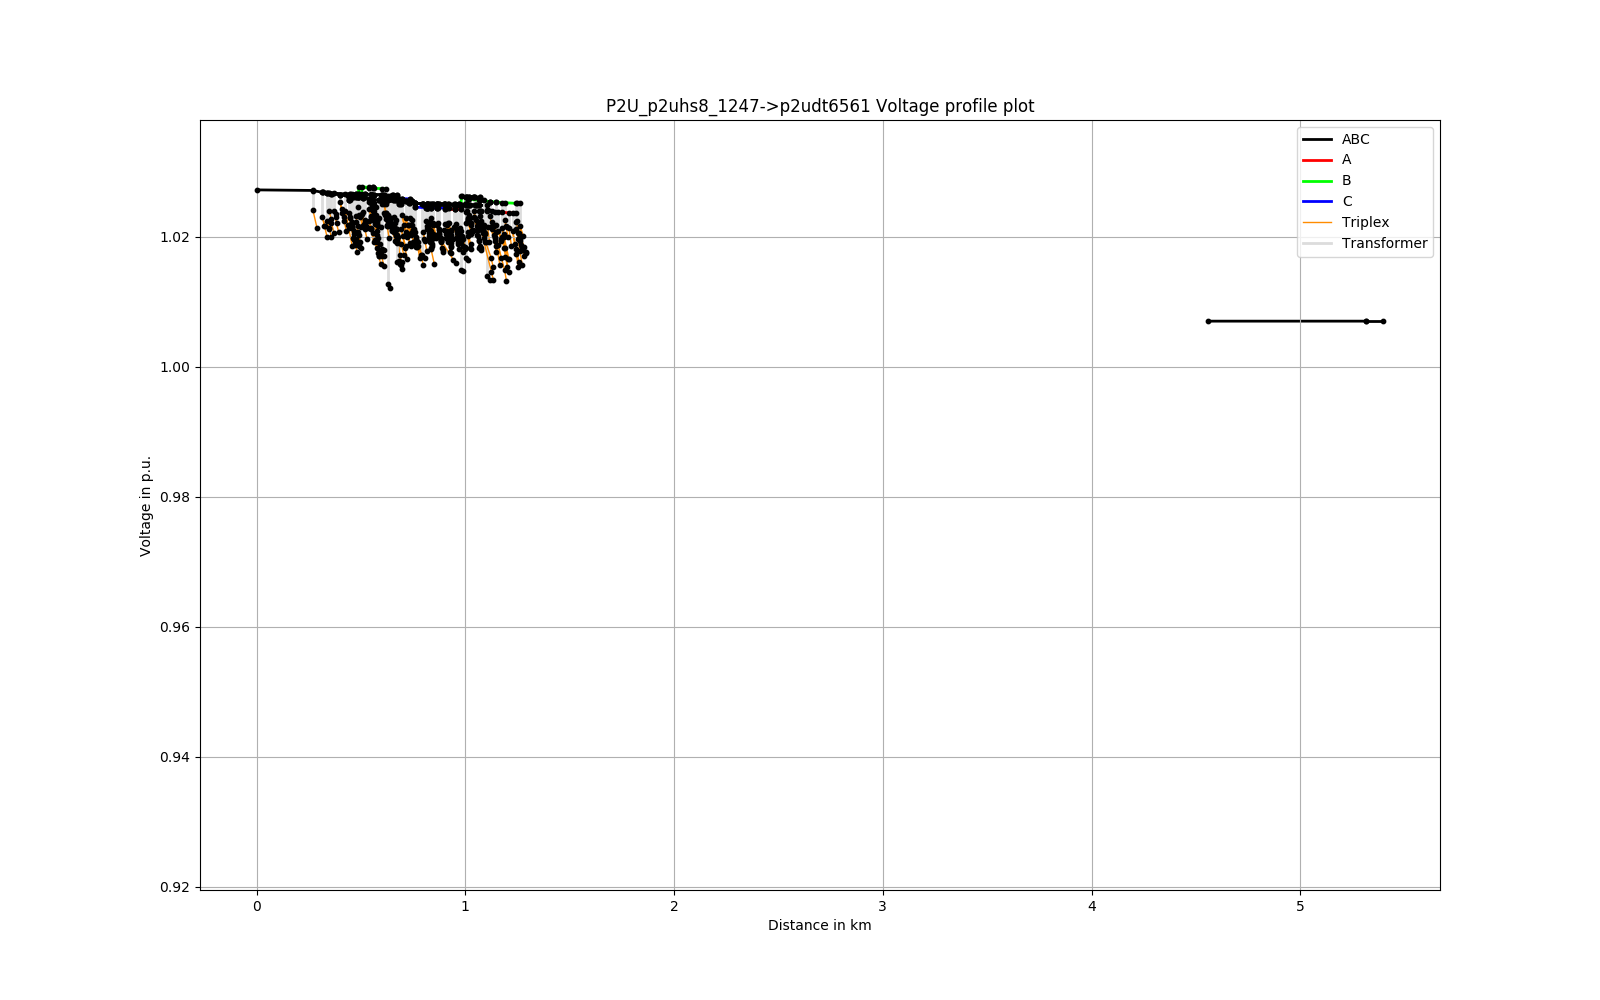 P2U_p2uhs8_1247->p2udt6561 Voltage profile plot
ABC
A
B
C
Triplex
Transformer
Voltage in p.u.
1.02
1.00
0.98
0.96
0.94
0.92
0 1 2 3 4 5
Distance in km